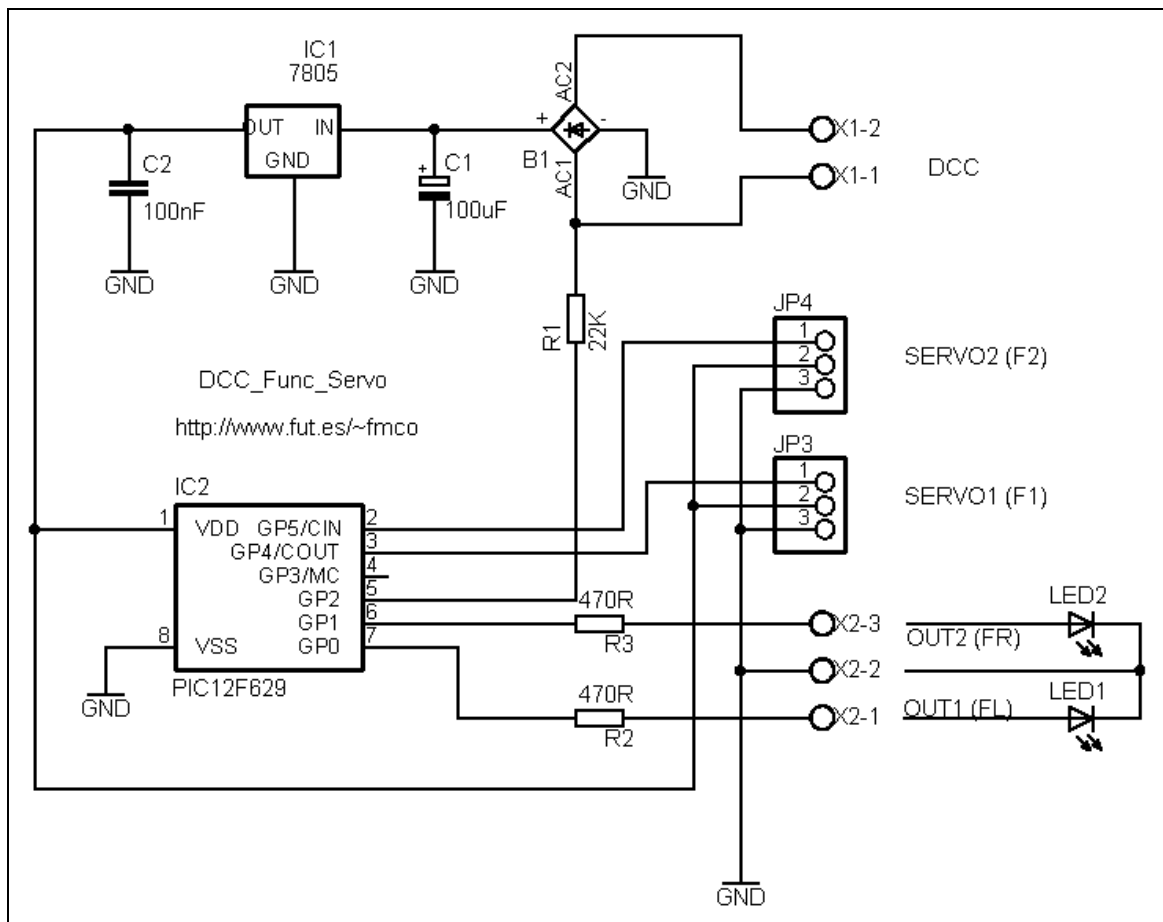 IC1
7805
OUT
IN
GND
C2
100nF
GND
GND
C1
+
100uF
GND
AC2
+
-
B1
AC1
GND
X1-2
X1-1
DCC
R1
22K
JP4
1
2
3
SERVO2 (F2)
DCC_Func_Servo
http://www.fut.es/~fmco
JP3
1
2
3
SERVO1 (F1)
IC2
1
VDD
GP5/CIN
2
GP4/COUT
3
GP3/MC
4
GP2
5
GP1
6
8
VSS
GP0
7
PIC12F629
GND
470R
R3
X2-3
OUT2 (FR)
LED2
X2-2
470R
R2
X2-1
OUT1 (FL)
LED1
GND